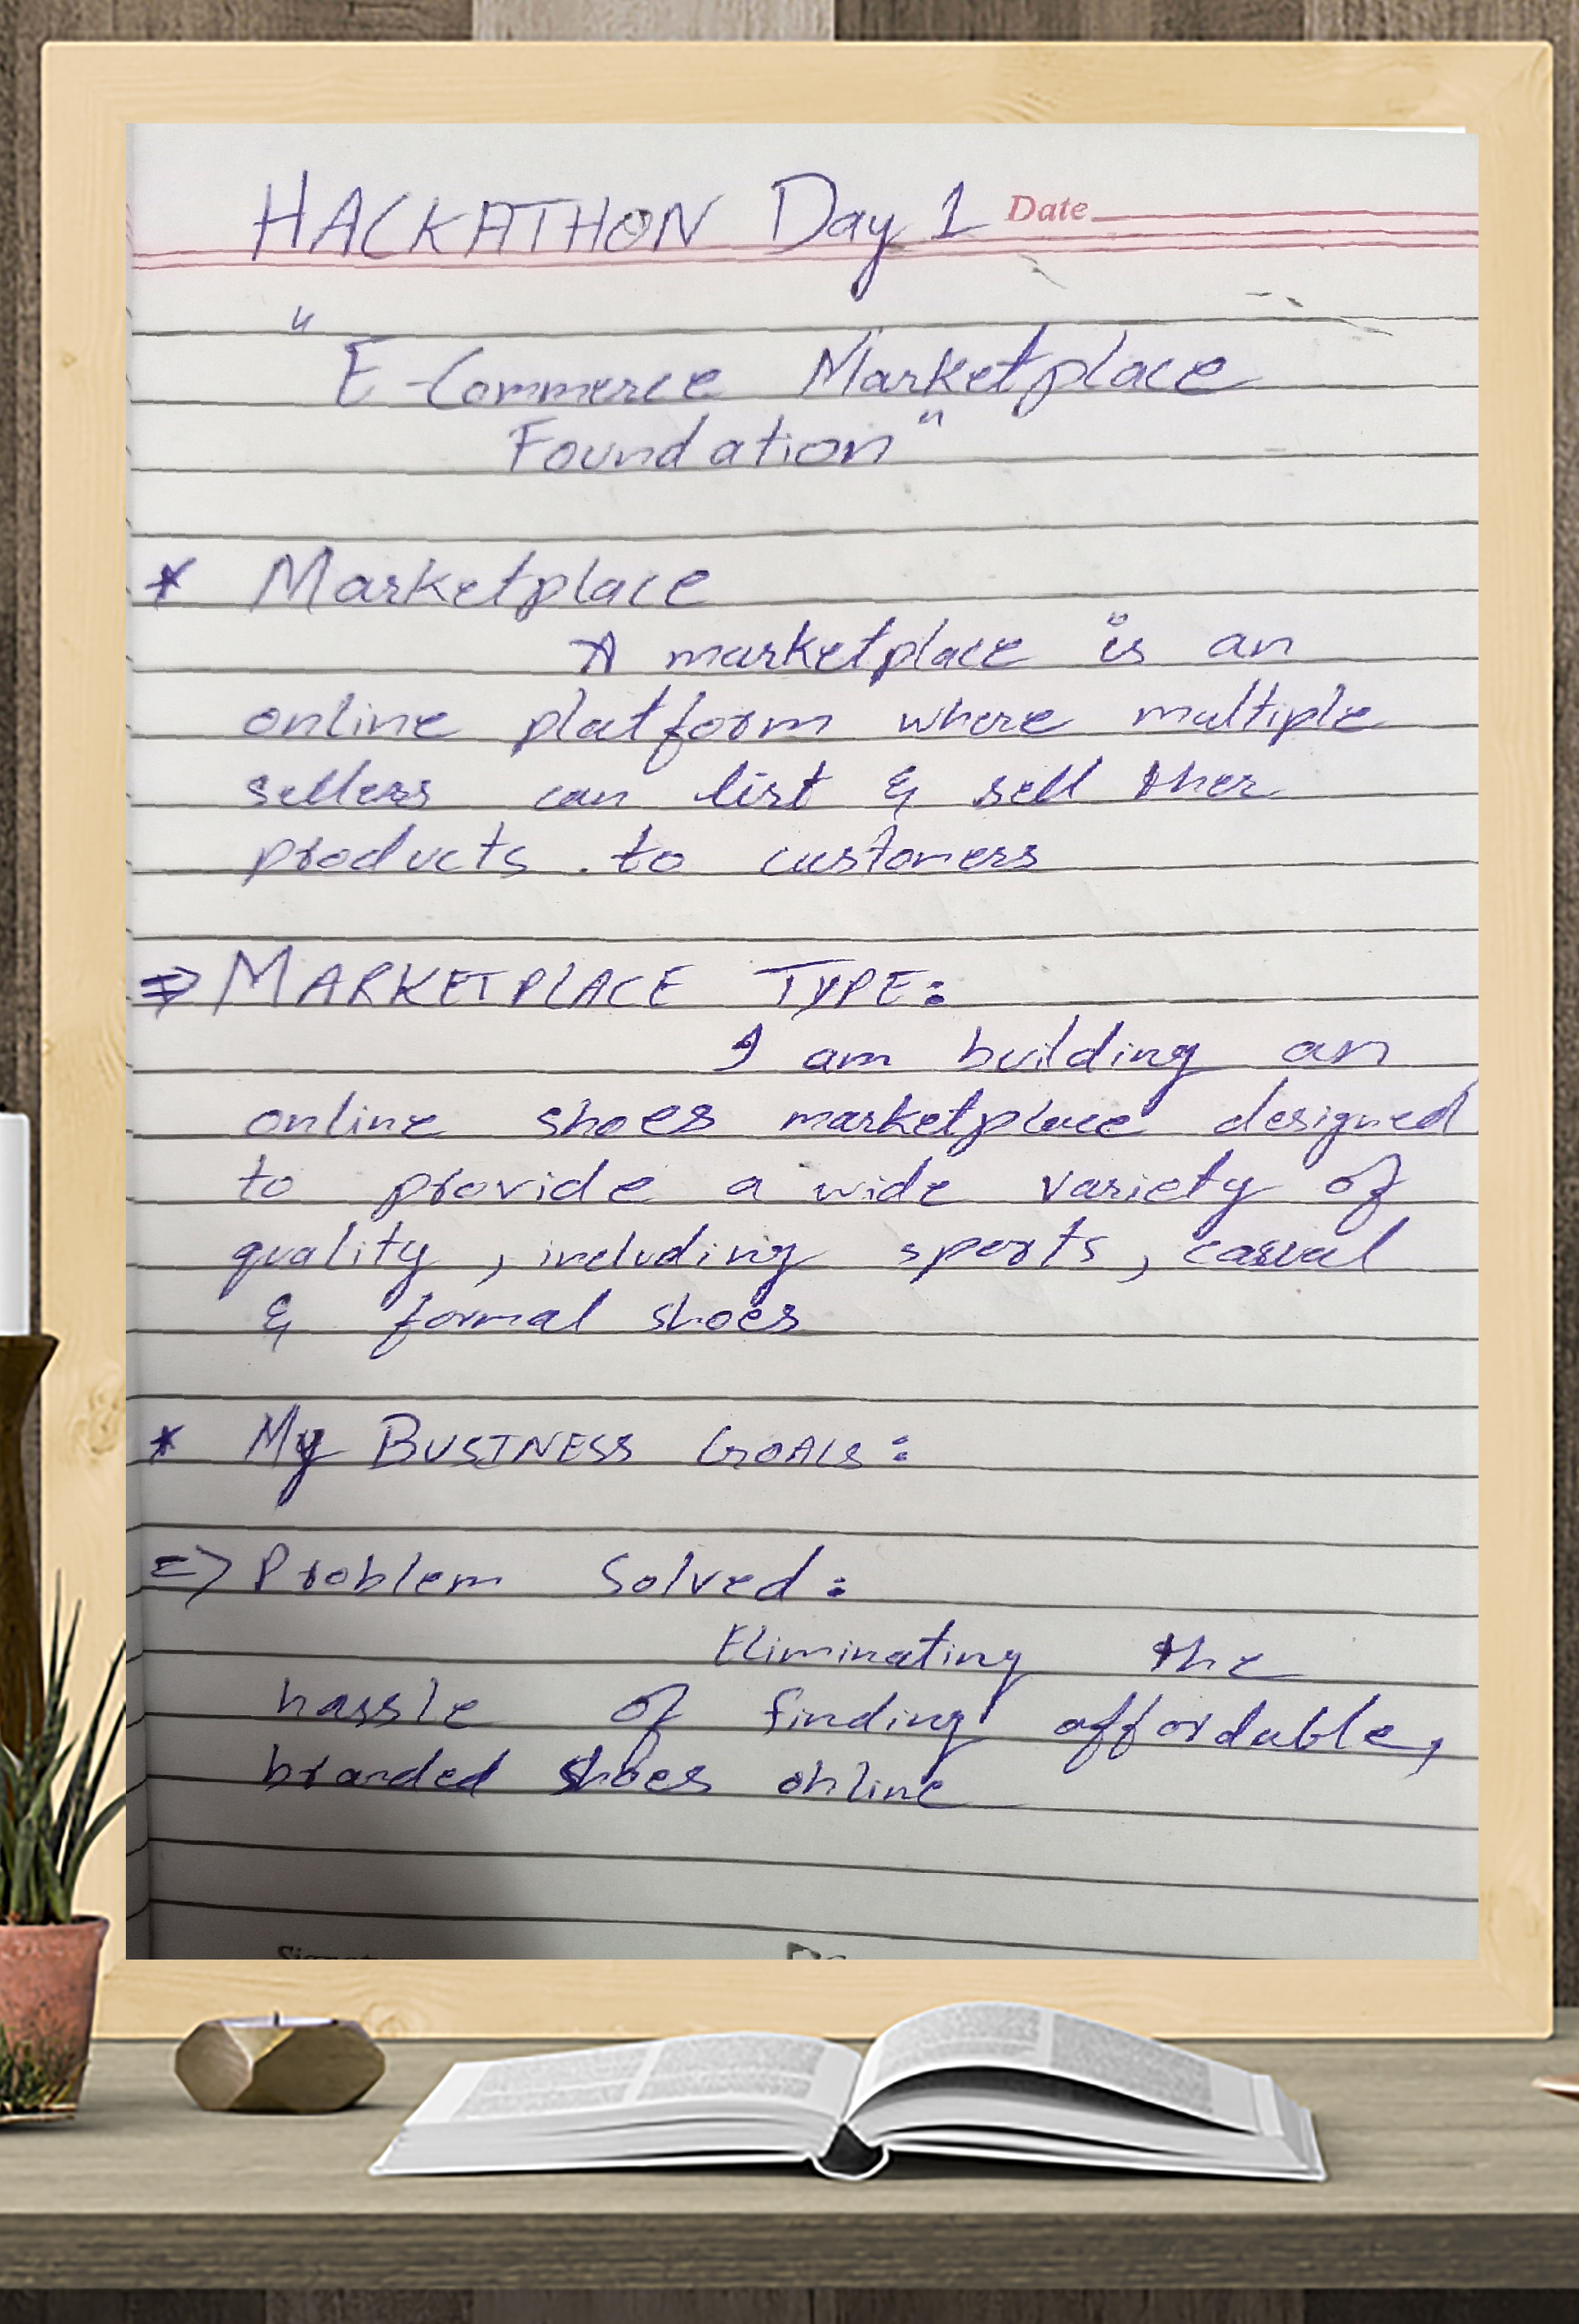 HACKATHON Day 1 Date
"
E-Commerce Marketplace
Foundation"
* Marketplace
A marketplace is an
online platform where multiple
sellers can list & sell ther
products . to customers
⇒ MARKETPLACE TYPE:
I am building an
online shoes marketplace designed
to provide a wide variety of
quality, including sports, casual
& formal shoes
* My BUSINESS GOALS:
=> Problem Solved:
Eliminating the
hassle of finding affordable,
branded shoes online